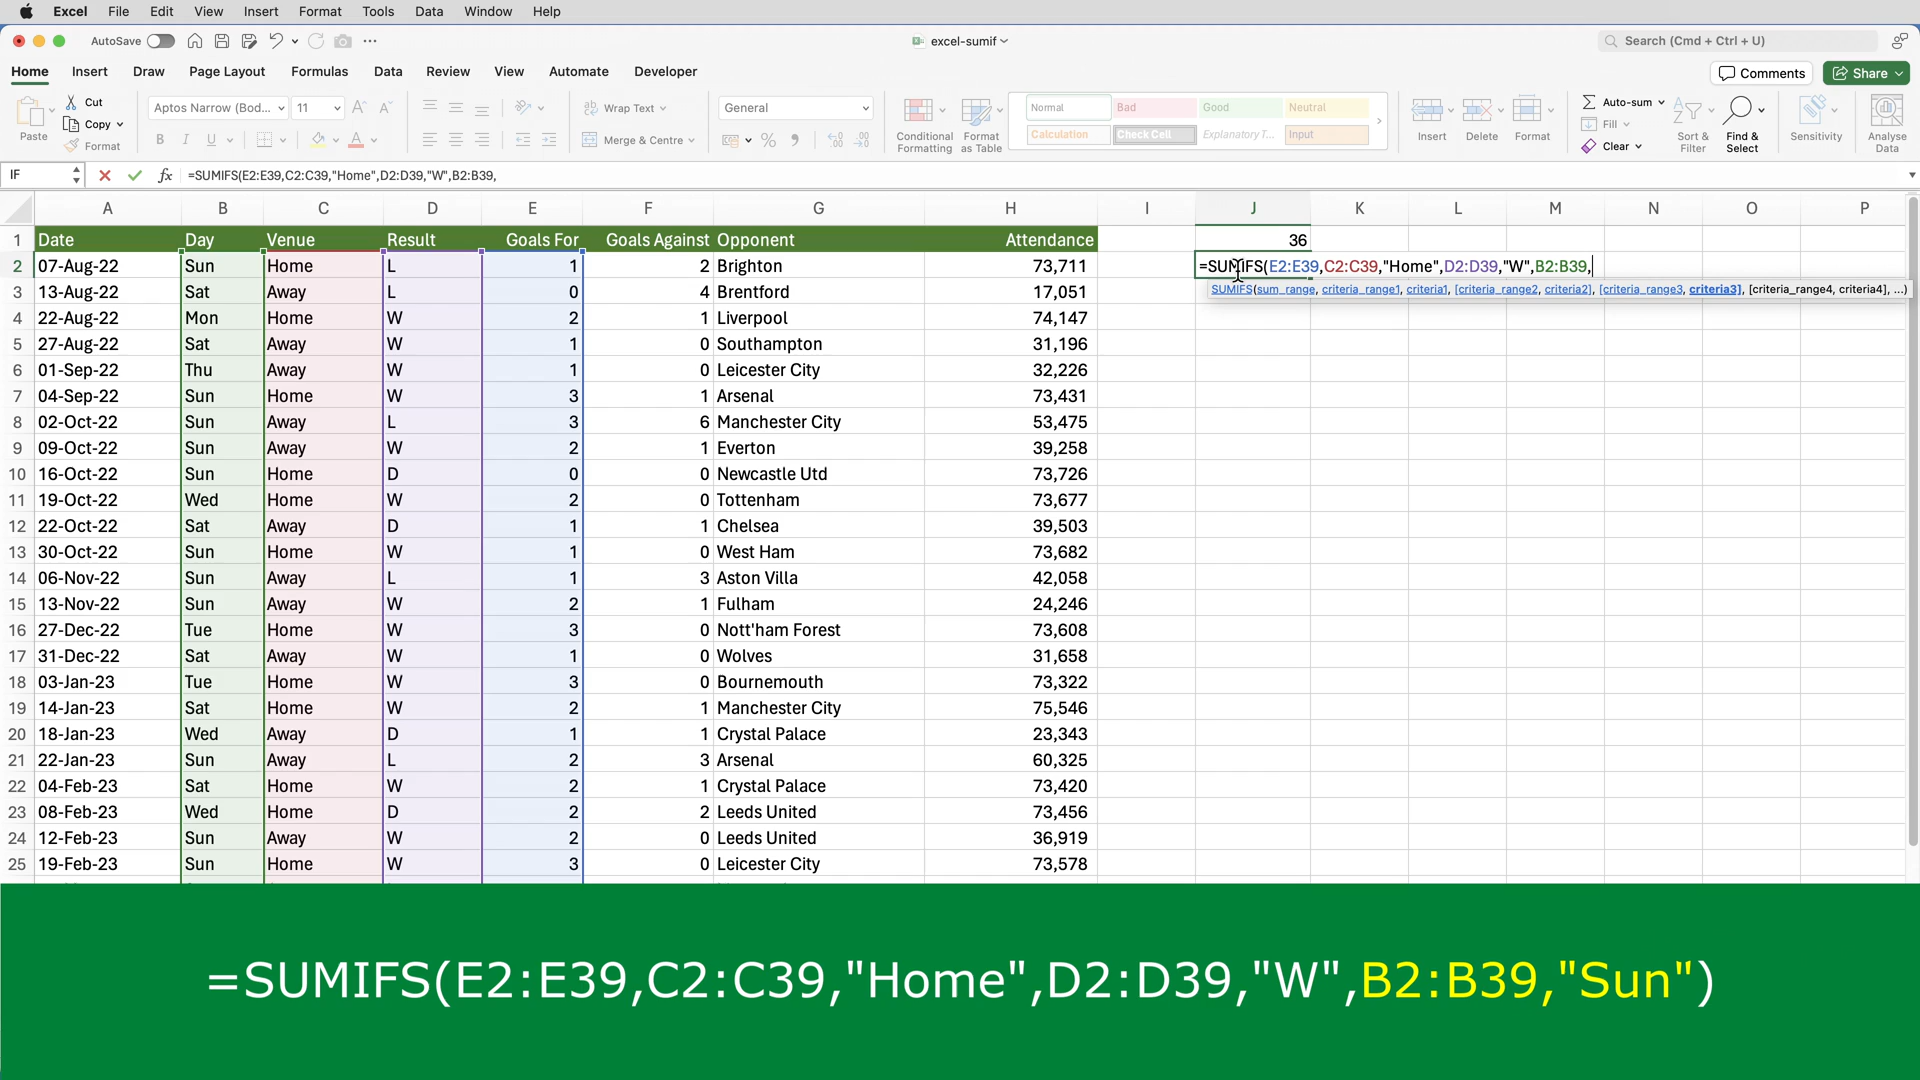 Excel File Edit View Insert Format Tools Data Window Help
AutoSave excel-sumif Search (Cmd + Ctrl + U)
Home Insert Draw Page Layout Formulas Data Review View Automate Developer Comments Share
Paste Cut Copy Format
Aptos Narrow (Bod... 11
Wrap Text
Merge & Centre
General
Conditional Formatting
Format as Table
Normal Bad Good Neutral
Calculation Check Cell Explanatory T... Input
Insert Delete Format
Auto-sum
Fill
Clear
Sort & Filter
Find & Select
Sensitivity
Analyse Data
IF fx =SUMIFS(E2:E39,C2:C39,"Home",D2:D39,"W",B2:B39,
A B C D E F G H I J K L M N O P
1 Date Day Venue Result Goals For Goals Against Opponent Attendance 36
2 07-Aug-22 Sun Home L 1 2 Brighton 73,711 =SUMIFS(E2:E39,C2:C39,"Home",D2:D39,"W",B2:B39,
SUMIFS(sum_range, criteria_range1, criteria1, [criteria_range2, criteria2], [criteria_range3, criteria3], [criteria_range4, criteria4], ...)
3 13-Aug-22 Sat Away L 0 4 Brentford 17,051
4 22-Aug-22 Mon Home W 2 1 Liverpool 74,147
5 27-Aug-22 Sat Away W 1 0 Southampton 31,196
6 01-Sep-22 Thu Away W 1 0 Leicester City 32,226
7 04-Sep-22 Sun Home W 3 1 Arsenal 73,431
8 02-Oct-22 Sun Away L 3 6 Manchester City 53,475
9 09-Oct-22 Sun Away W 2 1 Everton 39,258
10 16-Oct-22 Sun Home D 0 0 Newcastle Utd 73,726
11 19-Oct-22 Wed Home W 2 0 Tottenham 73,677
12 22-Oct-22 Sat Away D 1 1 Chelsea 39,503
13 30-Oct-22 Sun Home W 1 0 West Ham 73,682
14 06-Nov-22 Sun Away L 1 3 Aston Villa 42,058
15 13-Nov-22 Sun Away W 2 1 Fulham 24,246
16 27-Dec-22 Tue Home W 3 0 Nott'ham Forest 73,608
17 31-Dec-22 Sat Away W 1 0 Wolves 31,658
18 03-Jan-23 Tue Home W 3 0 Bournemouth 73,322
19 14-Jan-23 Sat Home W 2 1 Manchester City 75,546
20 18-Jan-23 Wed Away D 1 1 Crystal Palace 23,343
21 22-Jan-23 Sun Away L 2 3 Arsenal 60,325
22 04-Feb-23 Sat Home W 2 1 Crystal Palace 73,420
23 08-Feb-23 Wed Home D 2 2 Leeds United 73,456
24 12-Feb-23 Sun Away W 2 0 Leeds United 36,919
25 19-Feb-23 Sun Home W 3 0 Leicester City 73,578
=SUMIFS(E2:E39,C2:C39,"Home",D2:D39,"W",B2:B39,"Sun")